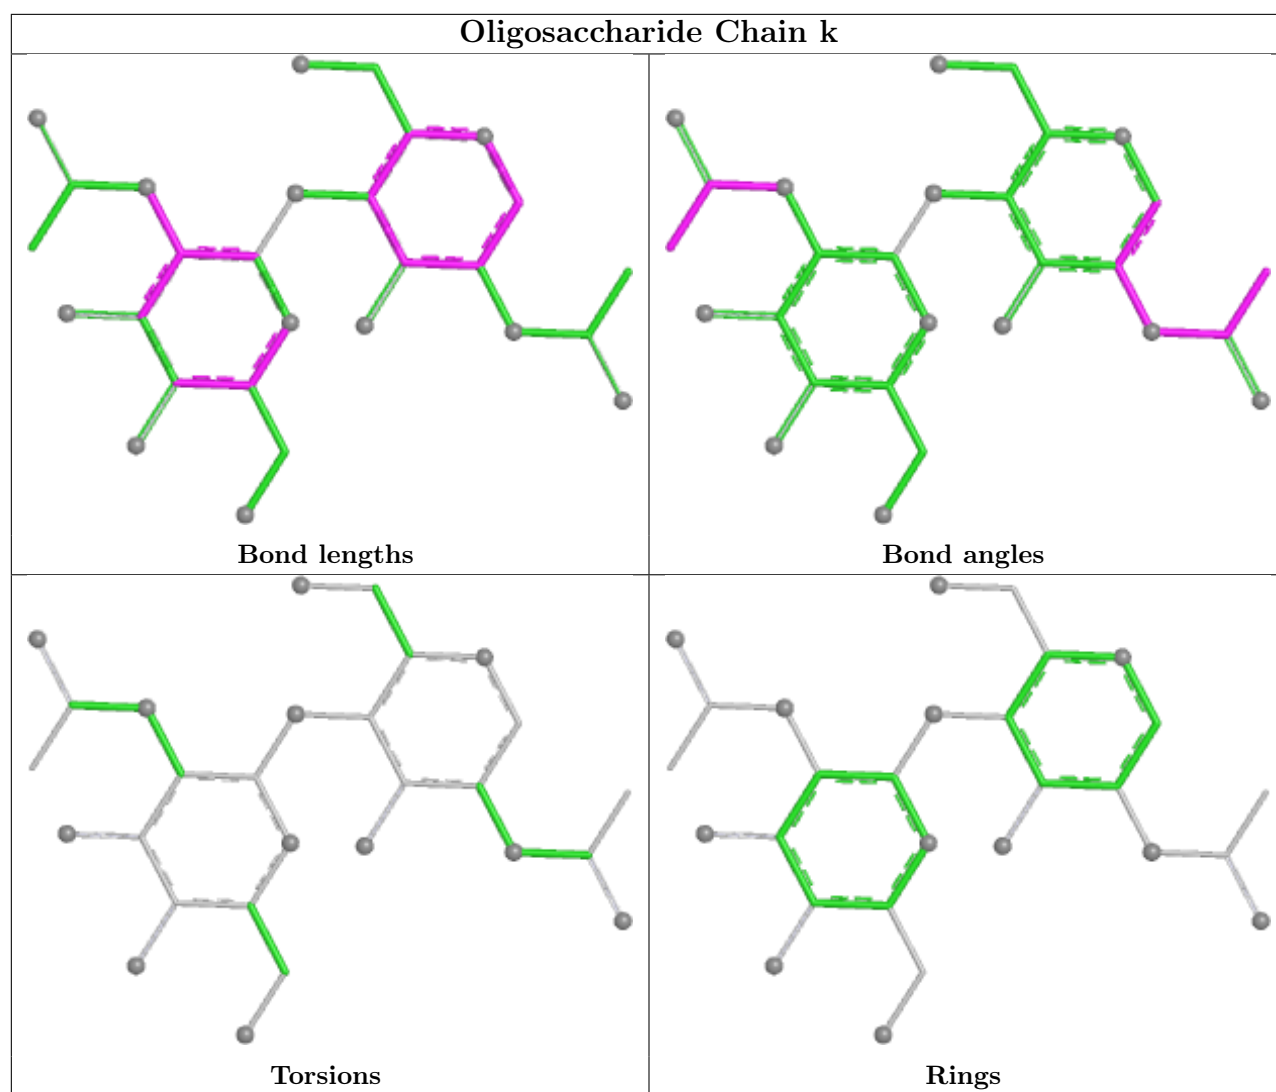 Oligosaccharide Chain k
Bond lengths
Bond angles
Torsions
Rings